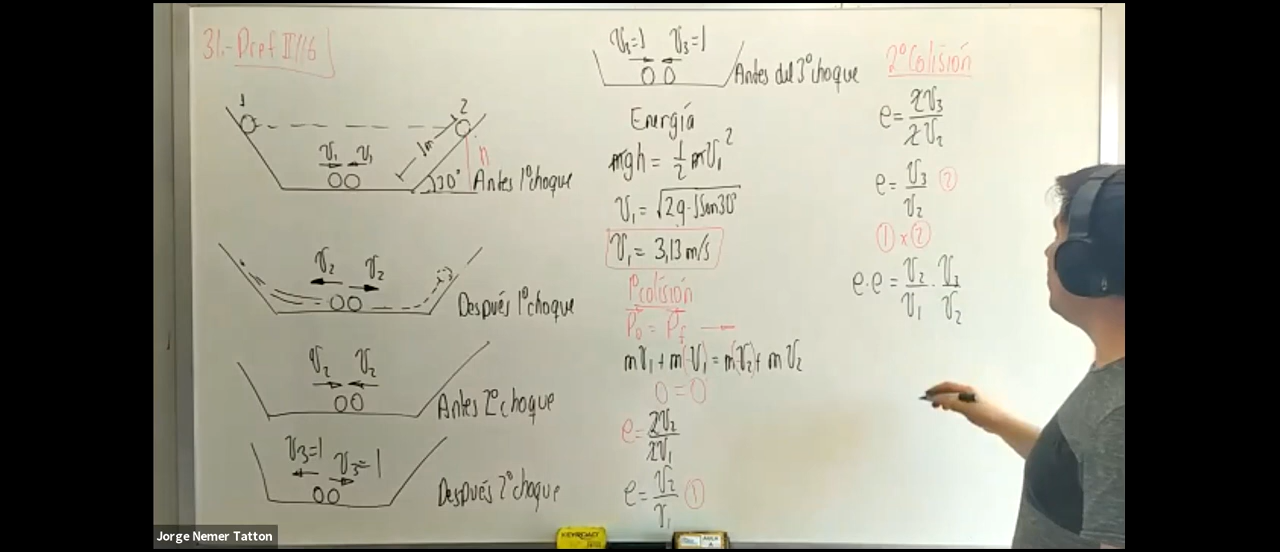 31.- Pref II/16
1
2
1m
h
V₁ V₁
30°
Antes 1° choque
V₂ V₂
Después 1° choque
V₂ V₂
Antes 2° choque
V₃=1 V₃=1
Después 2° choque
V₃=1 V₃=1
Antes del 3° choque
Energía
mgh = 1/2 mV₁²
V₁ = √2g·1Sen30°
V₁ = 3,13 m/s
1° colisión
P₀ = P_f
mV₁ + m(-V₁) = m(-V₂) + mV₂
0 = 0
e = 2V₂/2V₁
e = V₂/V₁ ①
2° Colisión
e = 2V₃/2V₂
e = V₃/V₂ ②
① x ②
e·e = V₂/V₁ · V₃/V₂
KEYROAD
AULA
A
Jorge Nemer Tatton